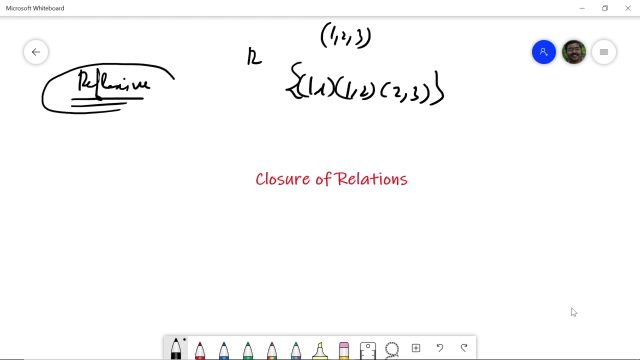 Microsoft Whiteboard
(1,2,3)
R
Reflexive
{(1,1)(1,2)(2,3)}
Closure of Relations